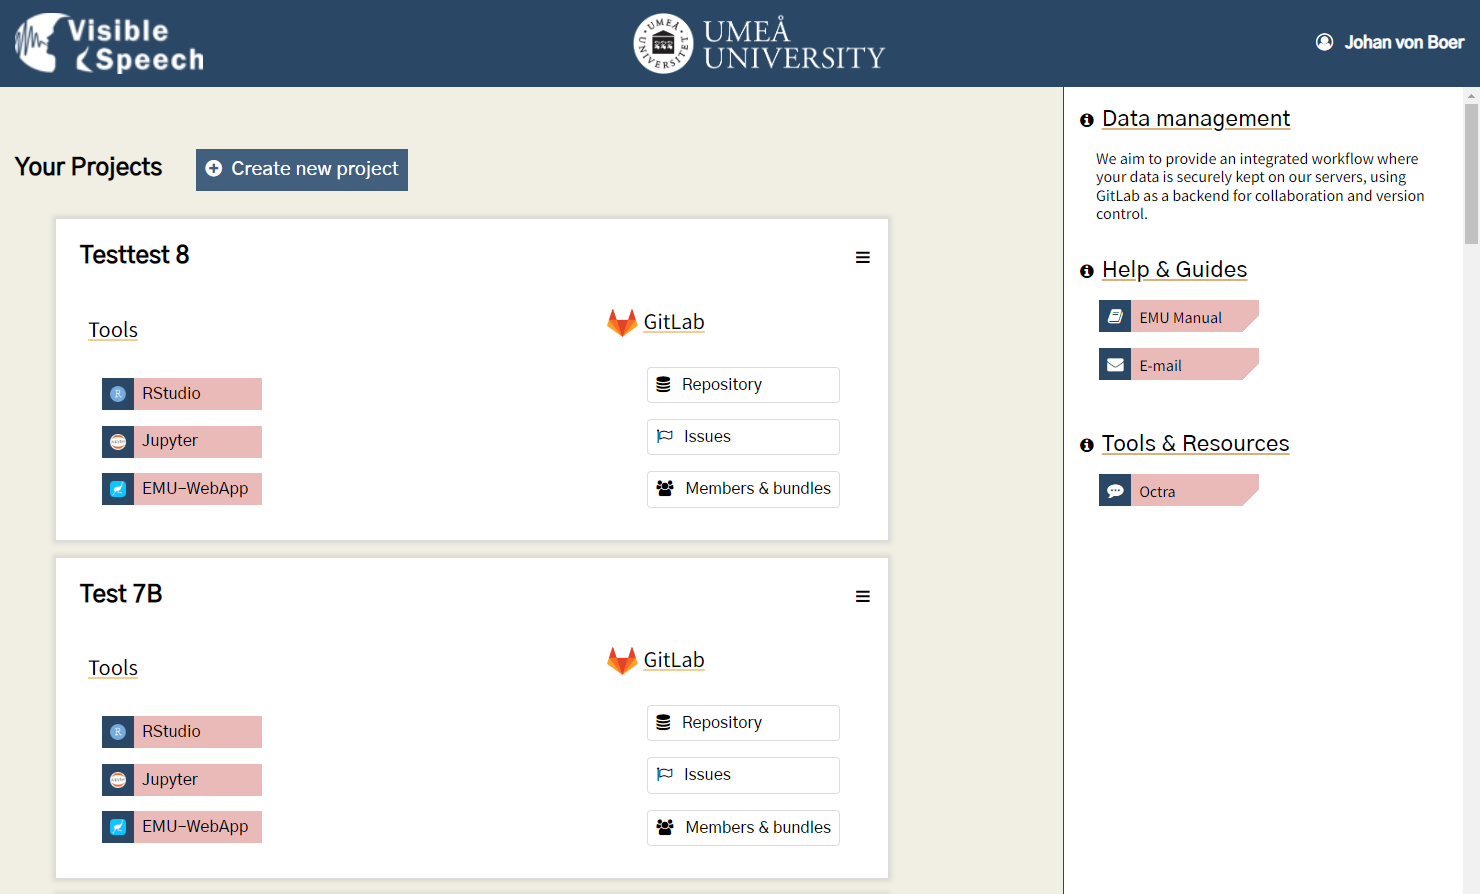 Visible
Speech
UMEÅ
UNIVERSITY
Johan von Boer
Your Projects
Create new project
Testtest 8
Tools
RStudio
Jupyter
EMU-WebApp
GitLab
Repository
Issues
Members & bundles
Test 7B
Tools
RStudio
Jupyter
EMU-WebApp
GitLab
Repository
Issues
Members & bundles
Data management
We aim to provide an integrated workflow where
your data is securely kept on our servers, using
GitLab as a backend for collaboration and version
control.
Help & Guides
EMU Manual
E-mail
Tools & Resources
Octra